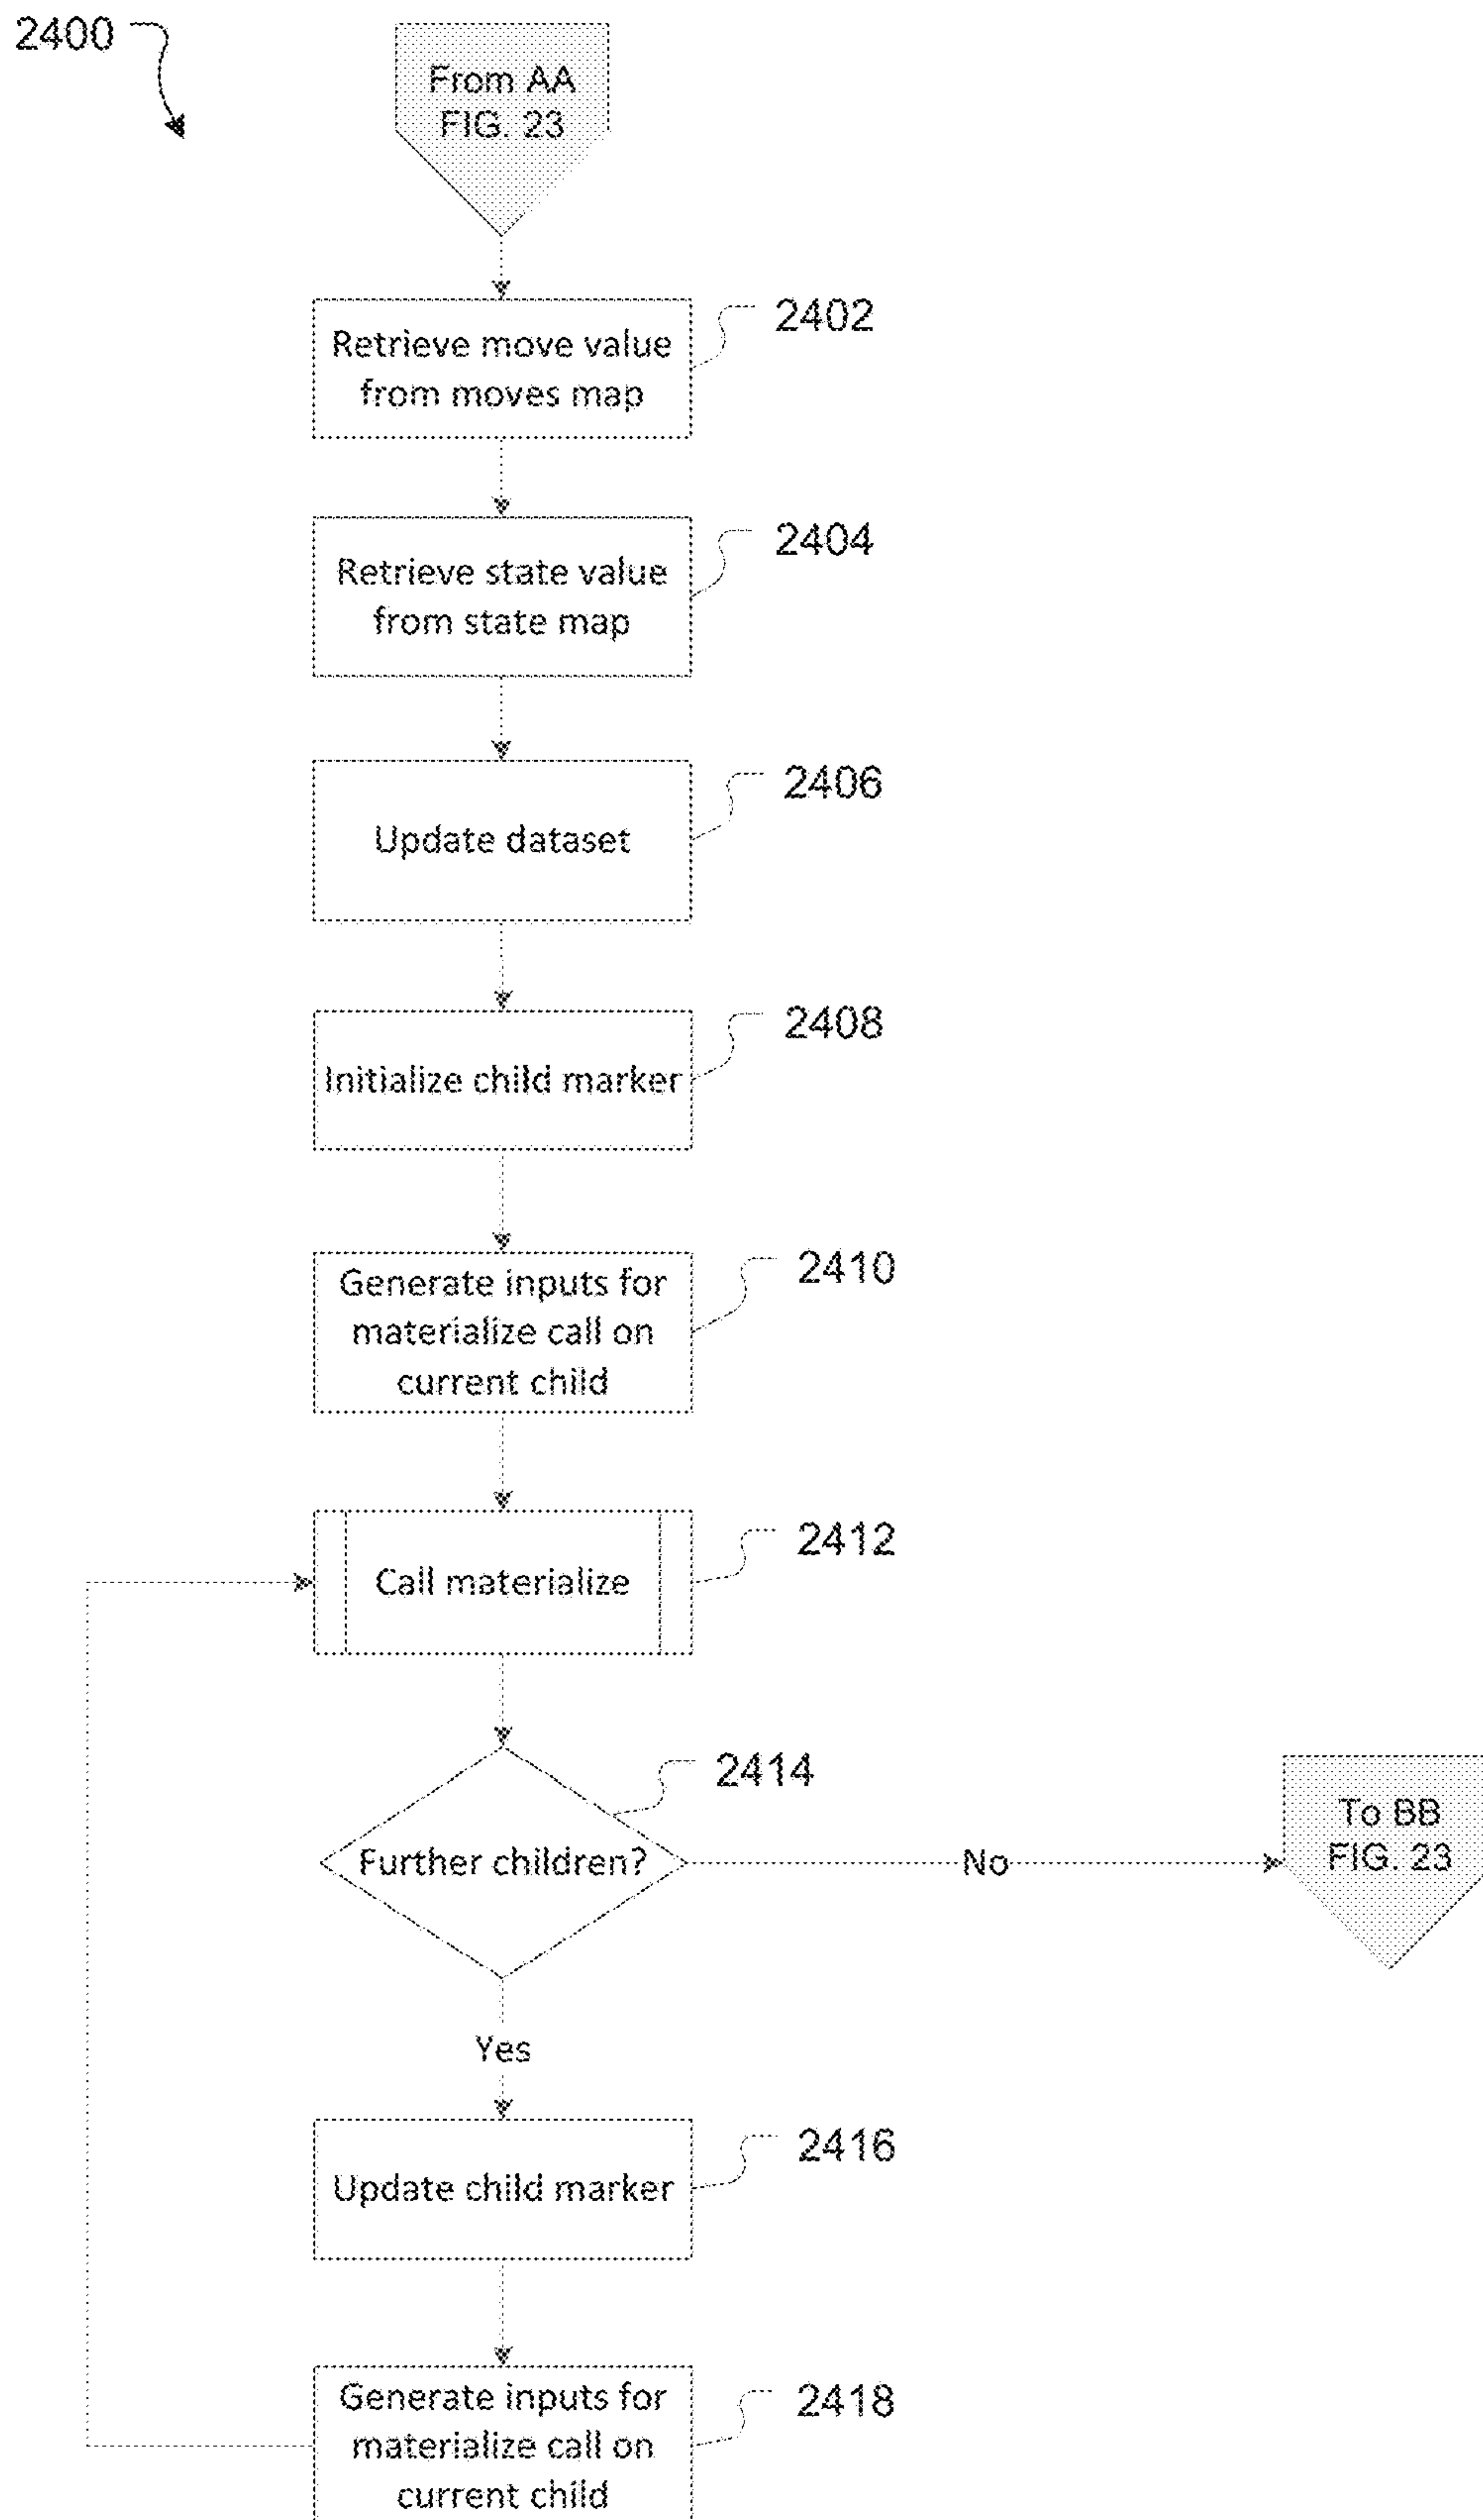 2400
From AA
FIG. 23
2402
Retrieve move value
from moves map
2404
Retrieve state value
from state map
2406
Update dataset
2408
Initialize child marker
2410
Generate inputs for
materialize call on
current child
2412
Call materialize
2414
Further children?
No
To BB
FIG. 23
Yes
2416
Update child marker
2418
Generate inputs for
materialize call on
current child